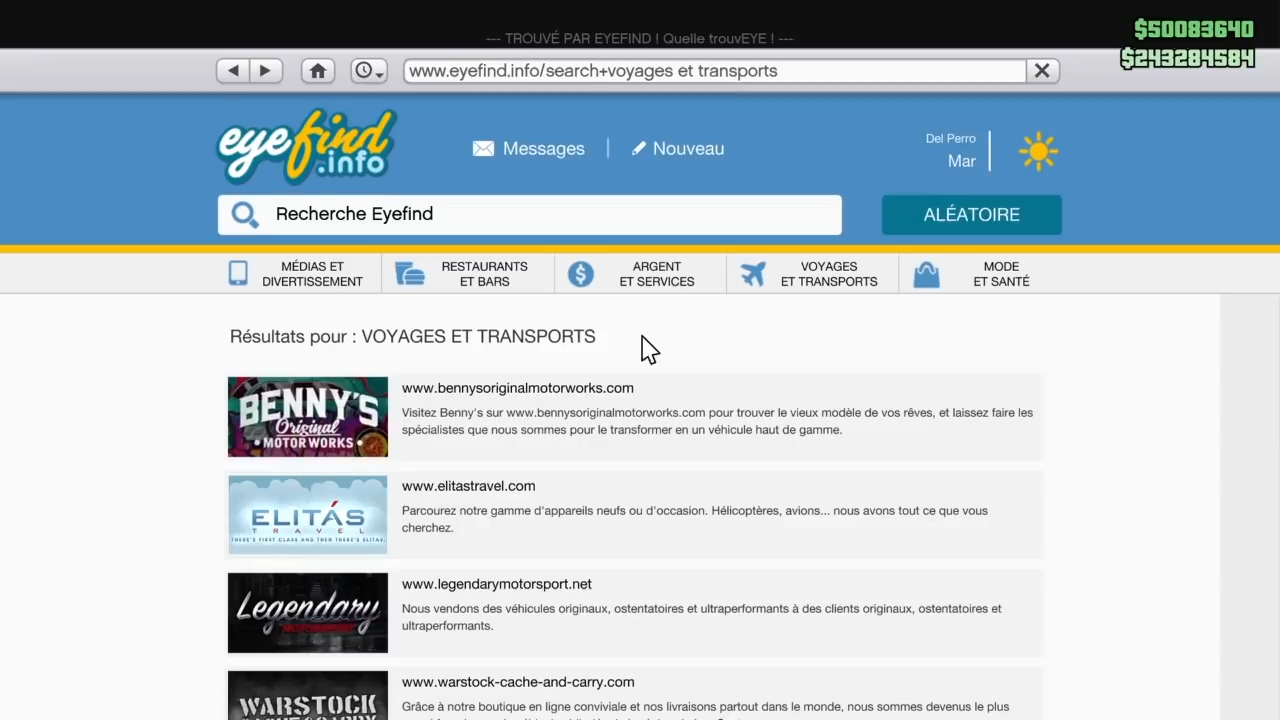 --- TROUVÉ PAR EYEFIND ! Quelle trouvEYE ! ---
$50083640
$243284584
www.eyefind.info/search+voyages et transports
eyefind
.info
Messages
Nouveau
Del Perro
Mar
Recherche Eyefind
ALÉATOIRE
MÉDIAS ET
DIVERTISSEMENT
RESTAURANTS
ET BARS
ARGENT
ET SERVICES
VOYAGES
ET TRANSPORTS
MODE
ET SANTÉ
Résultats pour : VOYAGES ET TRANSPORTS
BENNY'S
Original
MOTOR WORKS
www.bennysoriginalmotorworks.com
Visitez Benny's sur www.bennysoriginalmotorworks.com pour trouver le vieux modèle de vos rêves, et laissez faire les
spécialistes que nous sommes pour le transformer en un véhicule haut de gamme.
ELITÁS
TRAVEL
THERE'S FIRST CLASS AND THEN THERE'S ELITAS.
www.elitastravel.com
Parcourez notre gamme d'appareils neufs ou d'occasion. Hélicoptères, avions... nous avons tout ce que vous
cherchez.
Legendary
MOTORSPORT
www.legendarymotorsport.net
Nous vendons des véhicules originaux, ostentatoires et ultraperformants à des clients originaux, ostentatoires et
ultraperformants.
WARSTOCK
www.warstock-cache-and-carry.com
Grâce à notre boutique en ligne conviviale et nos livraisons partout dans le monde, nous sommes devenus le plus